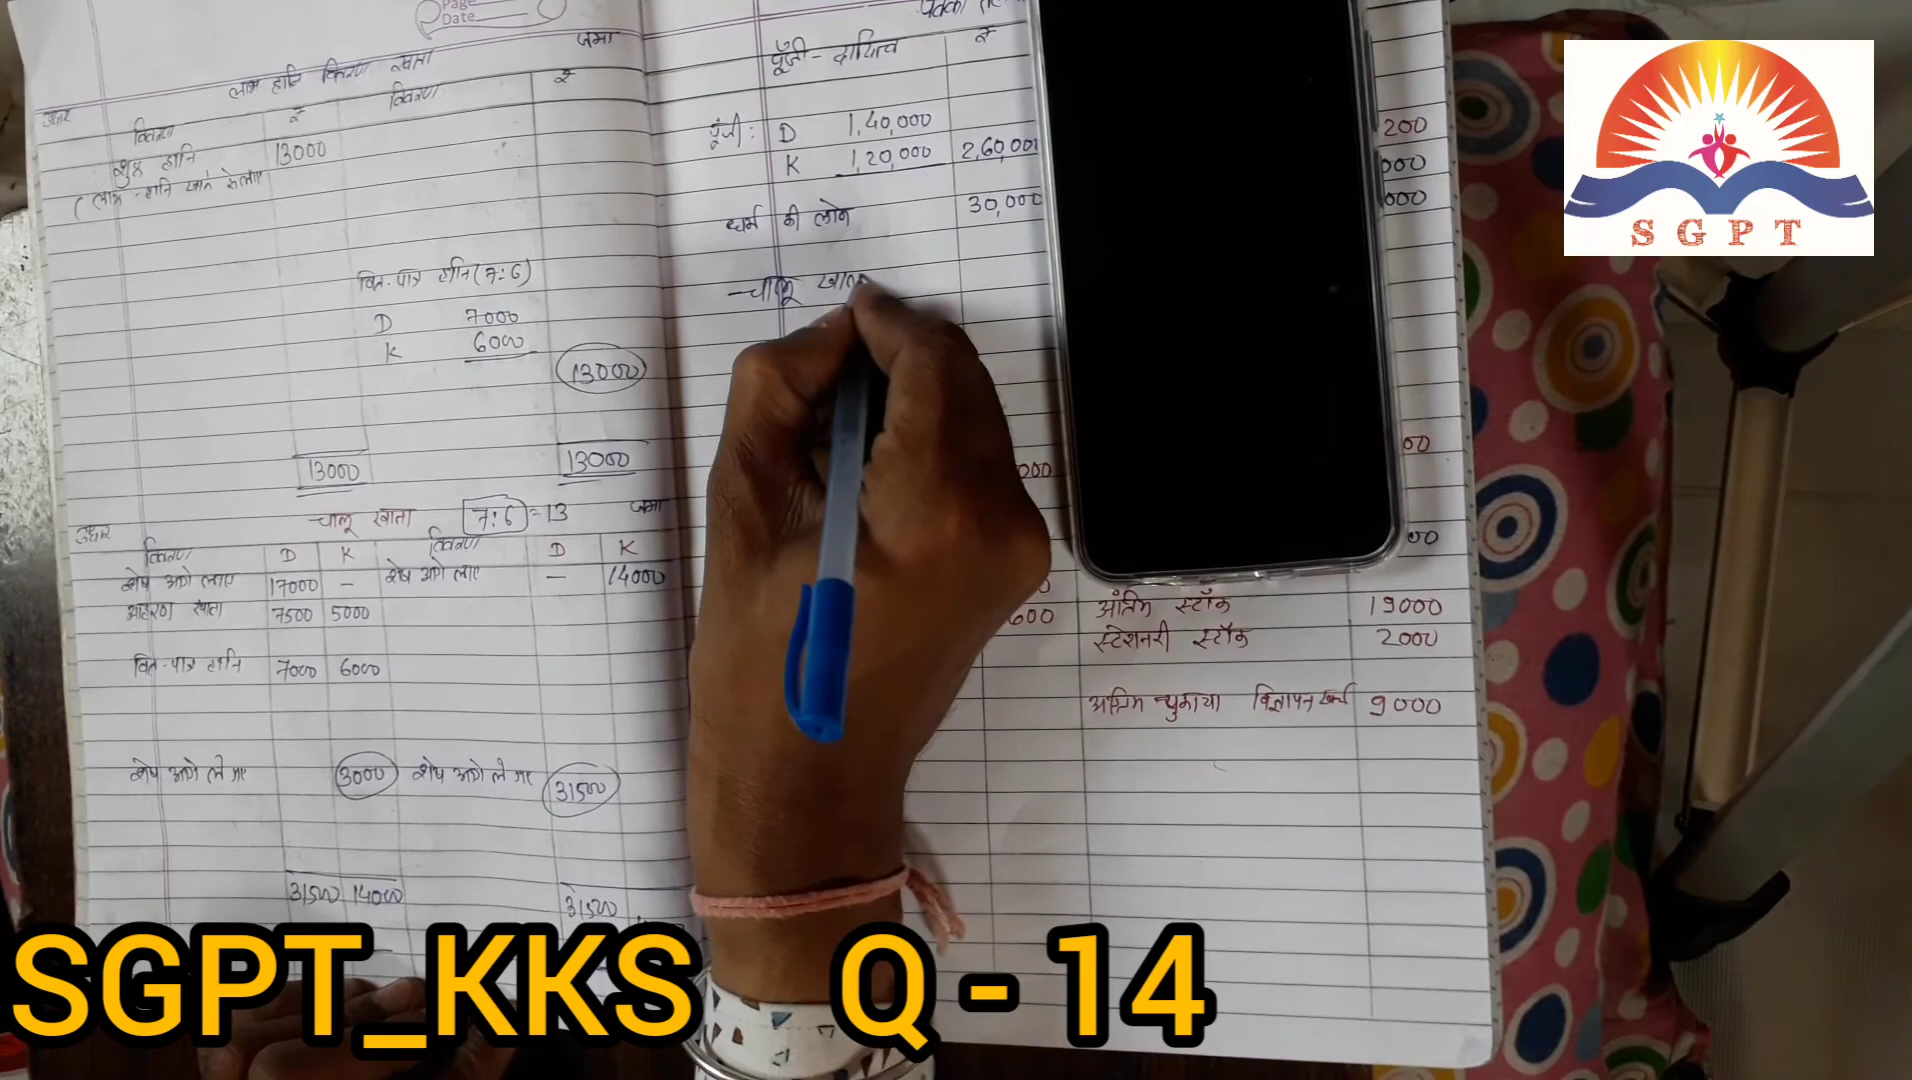 Page
Date
लाभ हानि विवरण खाता
उधार
जमा
विवरण ₹ विवरण ₹
शुद्ध हानि 13000
(लाभ-हानि खाते से लाए
वित-पात्र हानि (7:6)
D 7000
K 6000
13000
13000 13000
उधार चालू खाता 7:6 = 13 जमा
विवरण D K विवरण D K
शेष आगे लाए 17000 — शेष आगे लाए — 14000
आहरण खाता 7500 5000
वित-पात्र हानि 7000 6000
शेष आगे ले गए 3000 शेष आगे ले गए 31500
31500 14000 31500
पूँजी-दायित्व ₹
पूंजी: D 1,40,000
K 1,20,000 2,60,000
धर्म की लोन 30,000
चालू खात
000
600
200
000
000
00
00
अंतिम स्टॉक 19000
स्टेशनरी स्टॉक 2000
विज्ञापन खर्च 9000
SGPT
SGPT_KKS Q-14